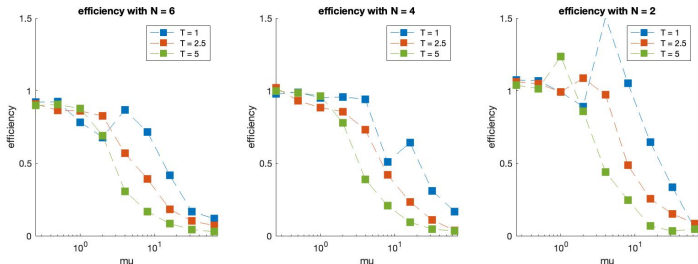 efficiency with N = 6
1.5
1
0.5
0
efficiency
T = 1
T = 2.5
T = 5
10^0
10^1
mu
efficiency with N = 4
1.5
1
0.5
0
efficiency
T = 1
T = 2.5
T = 5
10^0
10^1
mu
efficiency with N = 2
1.5
1
0.5
0
efficiency
T = 1
T = 2.5
T = 5
10^0
10^1
mu